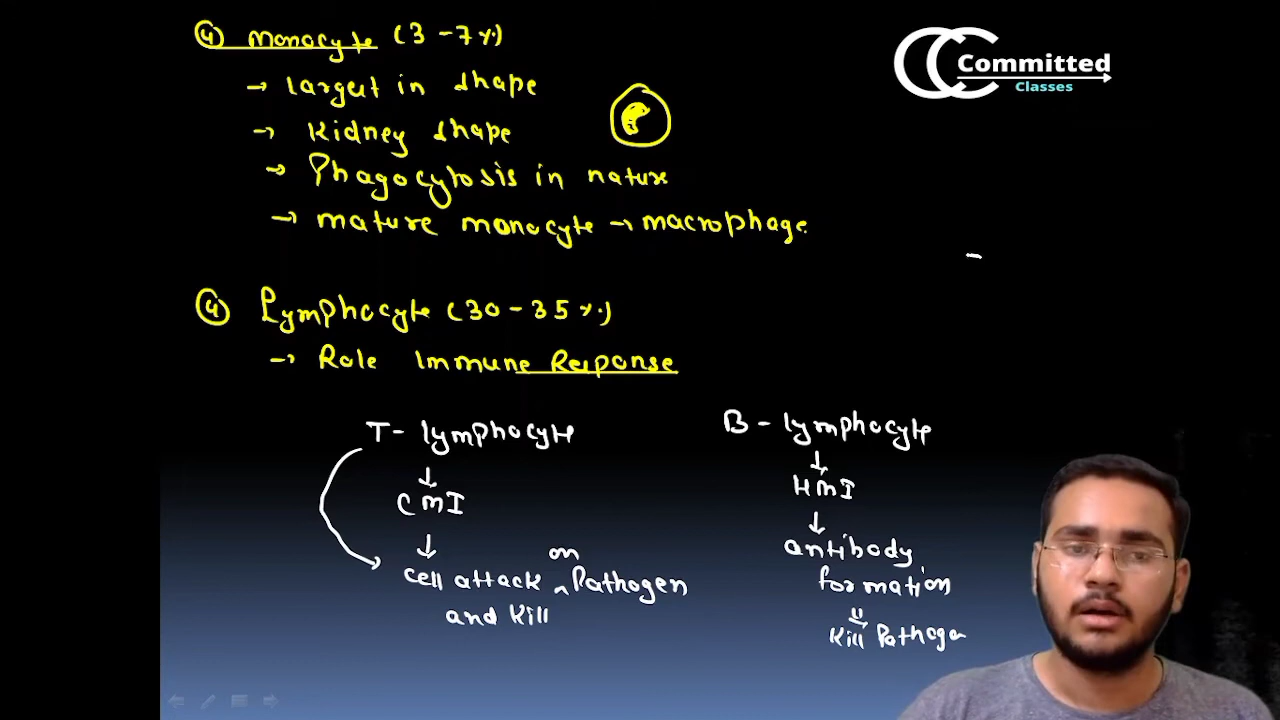 ④ Monocyte (3-7%)
Committed
Classes
→ Largest in shape
→ Kidney shape
→ Phagocytosis in nature
→ mature monocyte → macrophage
④ Lymphocyte (30-35%)
→ Role Immune Response
T- lymphocyte
↓
CMI
↓
cell attack ^ on Pathogen
and Kill
B- lymphocyte
↓
HMI
↓
antibody
formation
↓
Kill Pathoge